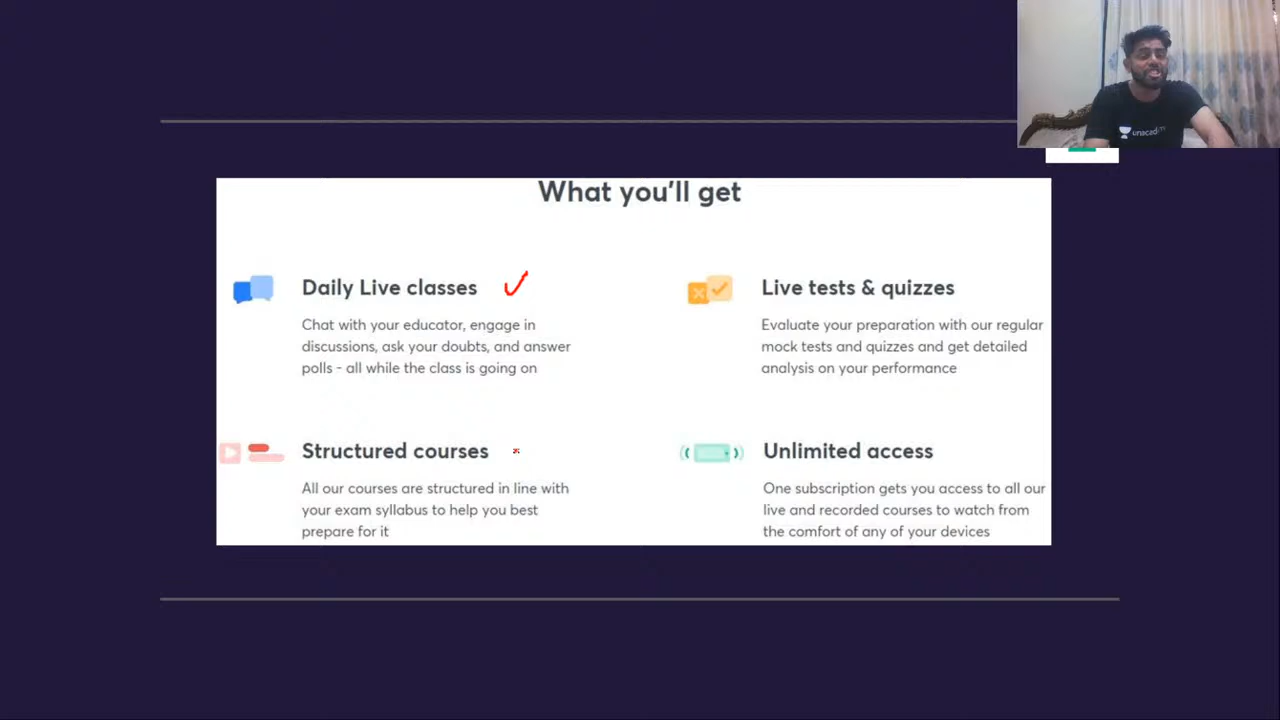 unacademy
What you'll get
Daily Live classes
Chat with your educator, engage in
discussions, ask your doubts, and answer
polls - all while the class is going on
Live tests & quizzes
Evaluate your preparation with our regular
mock tests and quizzes and get detailed
analysis on your performance
Structured courses
All our courses are structured in line with
your exam syllabus to help you best
prepare for it
Unlimited access
One subscription gets you access to all our
live and recorded courses to watch from
the comfort of any of your devices